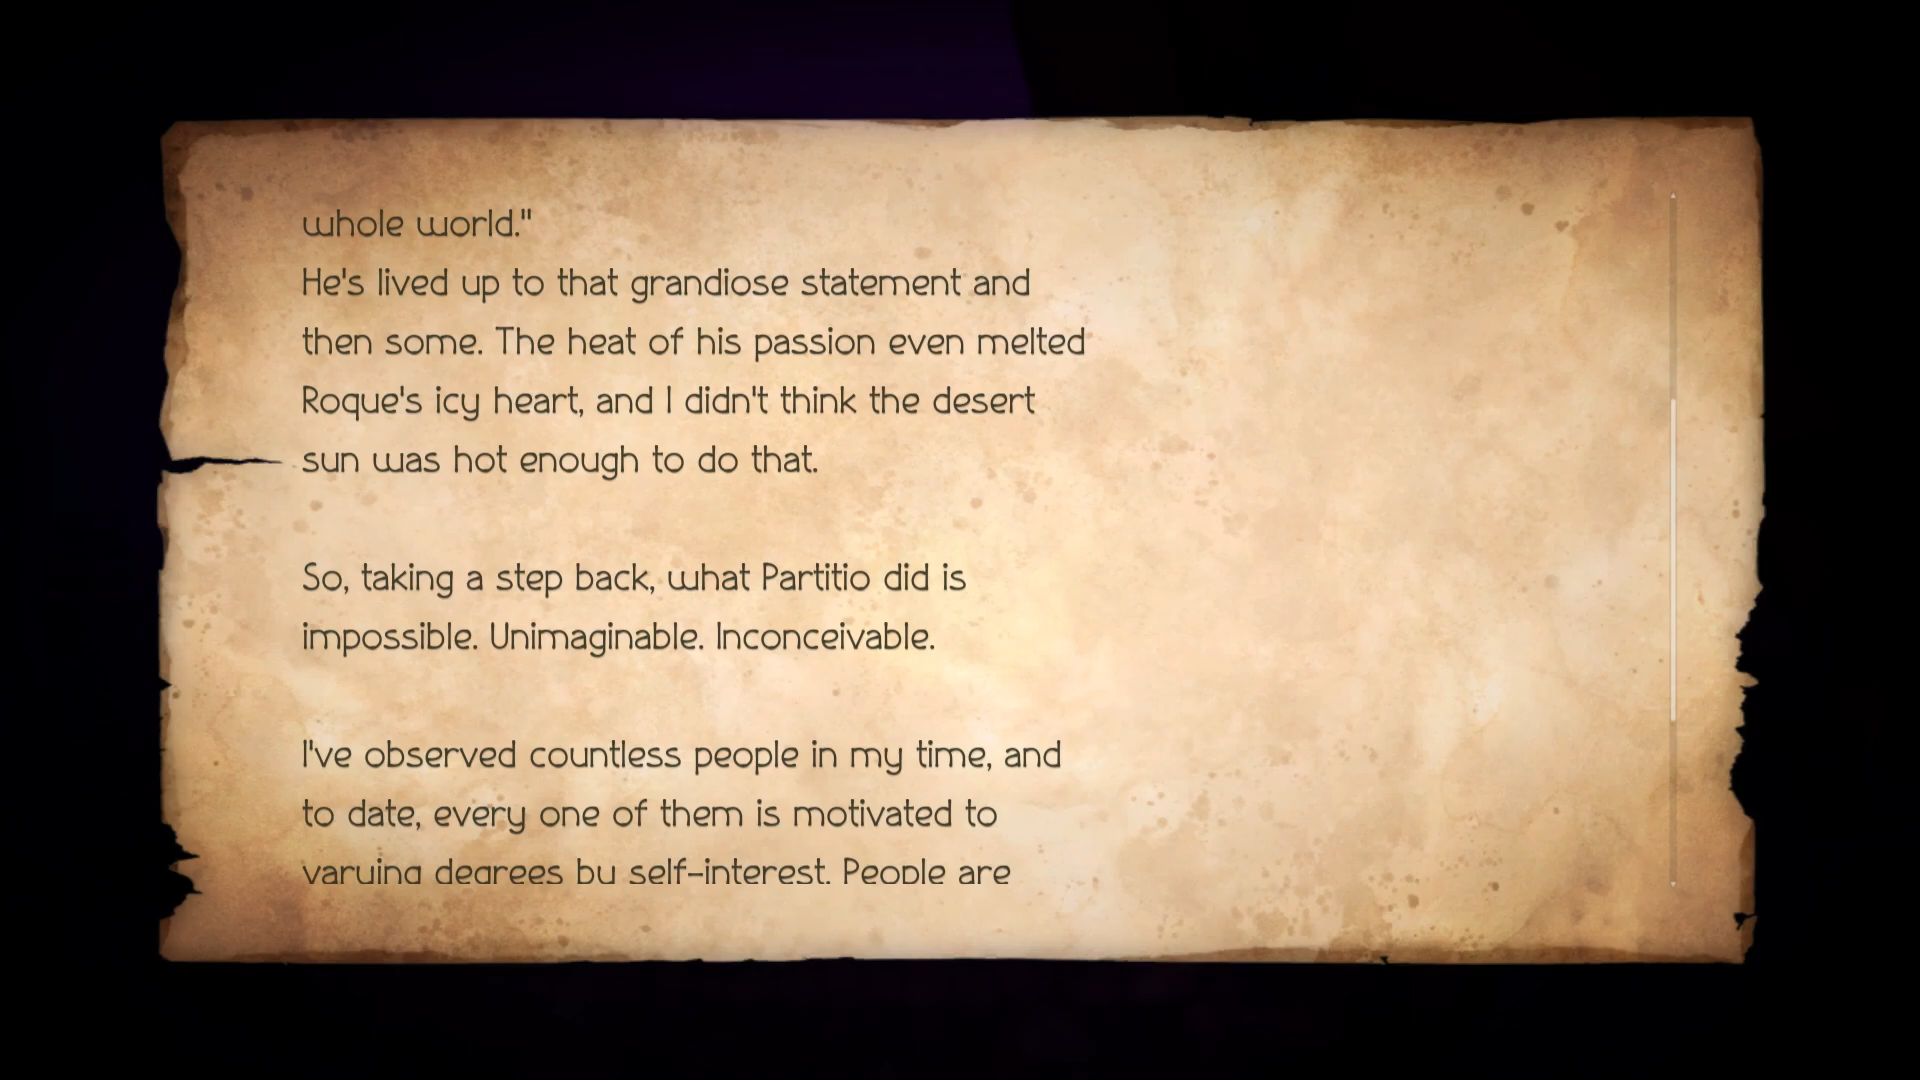 whole world."
He's lived up to that grandiose statement and
then some. The heat of his passion even melted
Roque's icy heart, and I didn't think the desert
sun was hot enough to do that.
So, taking a step back, what Partitio did is
impossible. Unimaginable. Inconceivable.
I've observed countless people in my time, and
to date, every one of them is motivated to
varying degrees by self-interest. People are